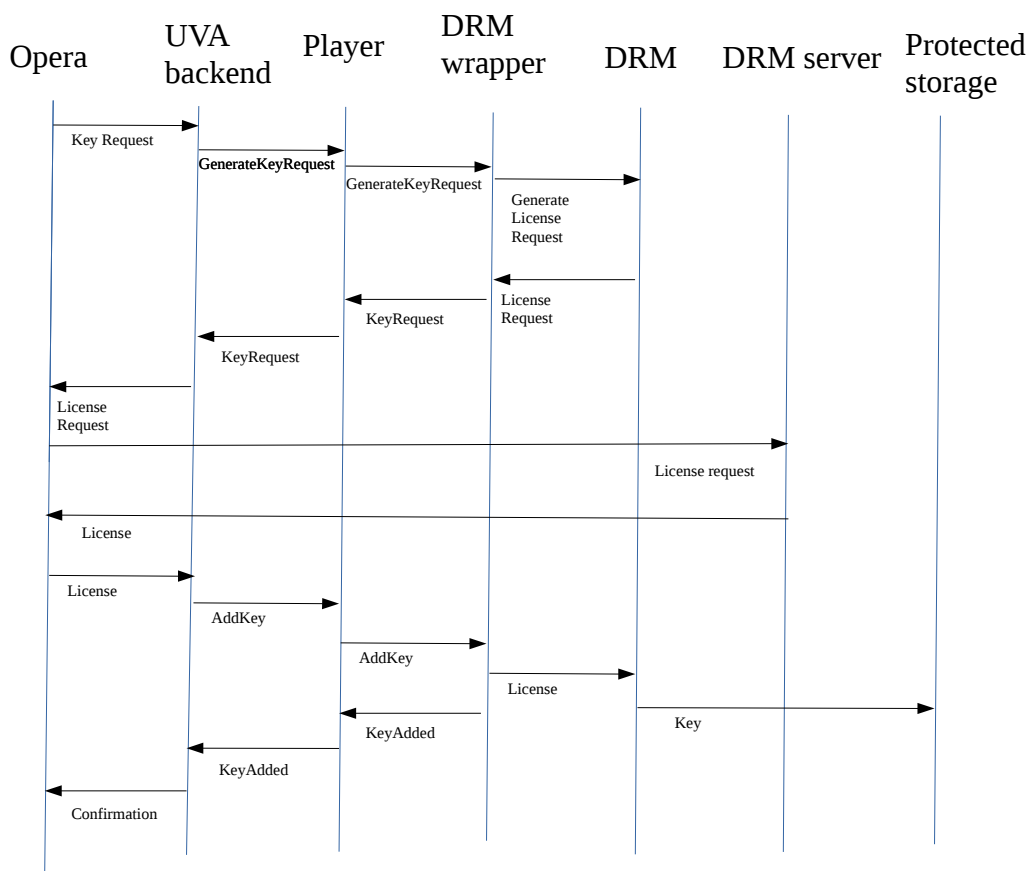 Opera
UVA
backend
Player
DRM
wrapper
DRM
DRM server
Protected
storage
Key Request
GenerateKeyRequest
GenerateKeyRequest
Generate
License
Request
License
Request
KeyRequest
KeyRequest
License
Request
License request
License
License
AddKey
AddKey
License
Key
KeyAdded
KeyAdded
Confirmation